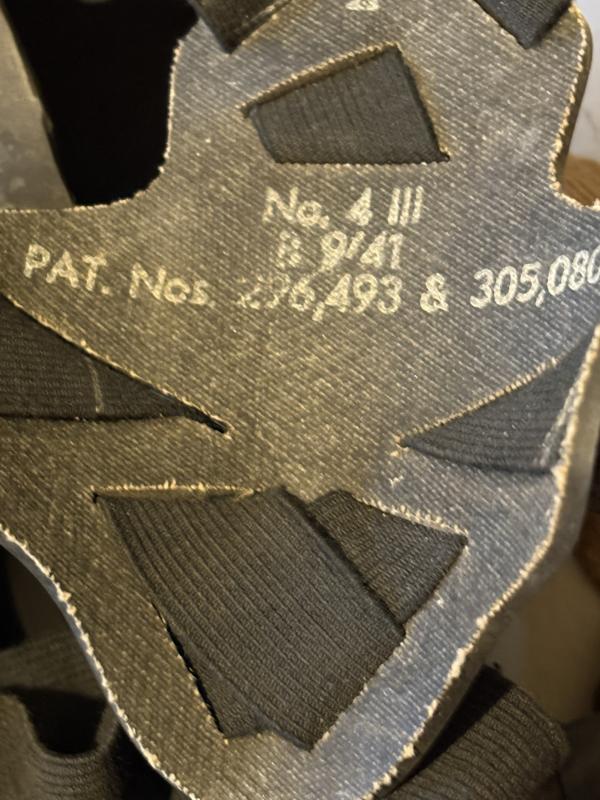 No. 4 III
B 9/41
PAT. Nos. 296,493 & 305,080